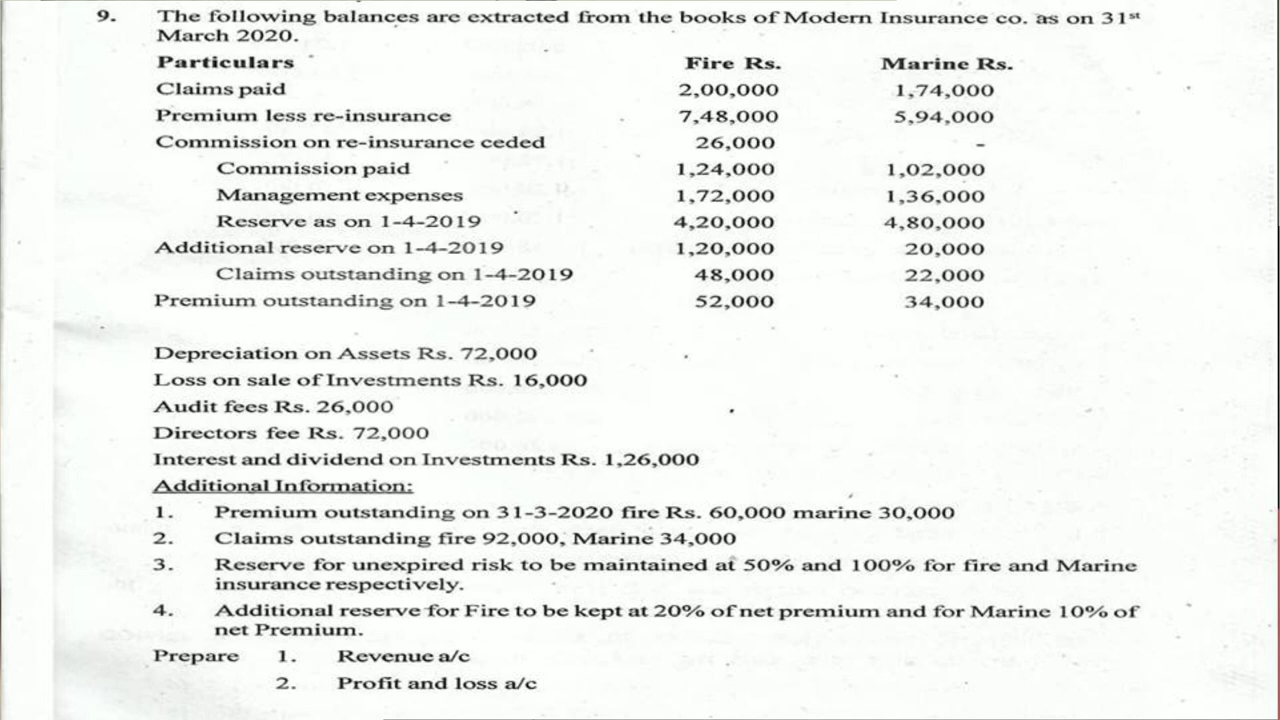 9. The following balances are extracted from the books of Modern Insurance co. as on 31st
March 2020.
Particulars Fire Rs. Marine Rs.
Claims paid 2,00,000 1,74,000
Premium less re-insurance 7,48,000 5,94,000
Commission on re-insurance ceded 26,000 -
Commission paid 1,24,000 1,02,000
Management expenses 1,72,000 1,36,000
Reserve as on 1-4-2019 4,20,000 4,80,000
Additional reserve on 1-4-2019 1,20,000 20,000
Claims outstanding on 1-4-2019 48,000 22,000
Premium outstanding on 1-4-2019 52,000 34,000
Depreciation on Assets Rs. 72,000
Loss on sale of Investments Rs. 16,000
Audit fees Rs. 26,000
Directors fee Rs. 72,000
Interest and dividend on Investments Rs. 1,26,000
Additional Information:
1. Premium outstanding on 31-3-2020 fire Rs. 60,000 marine 30,000
2. Claims outstanding fire 92,000, Marine 34,000
3. Reserve for unexpired risk to be maintained at 50% and 100% for fire and Marine
insurance respectively.
4. Additional reserve for Fire to be kept at 20% of net premium and for Marine 10% of
net Premium.
Prepare 1. Revenue a/c
2. Profit and loss a/c